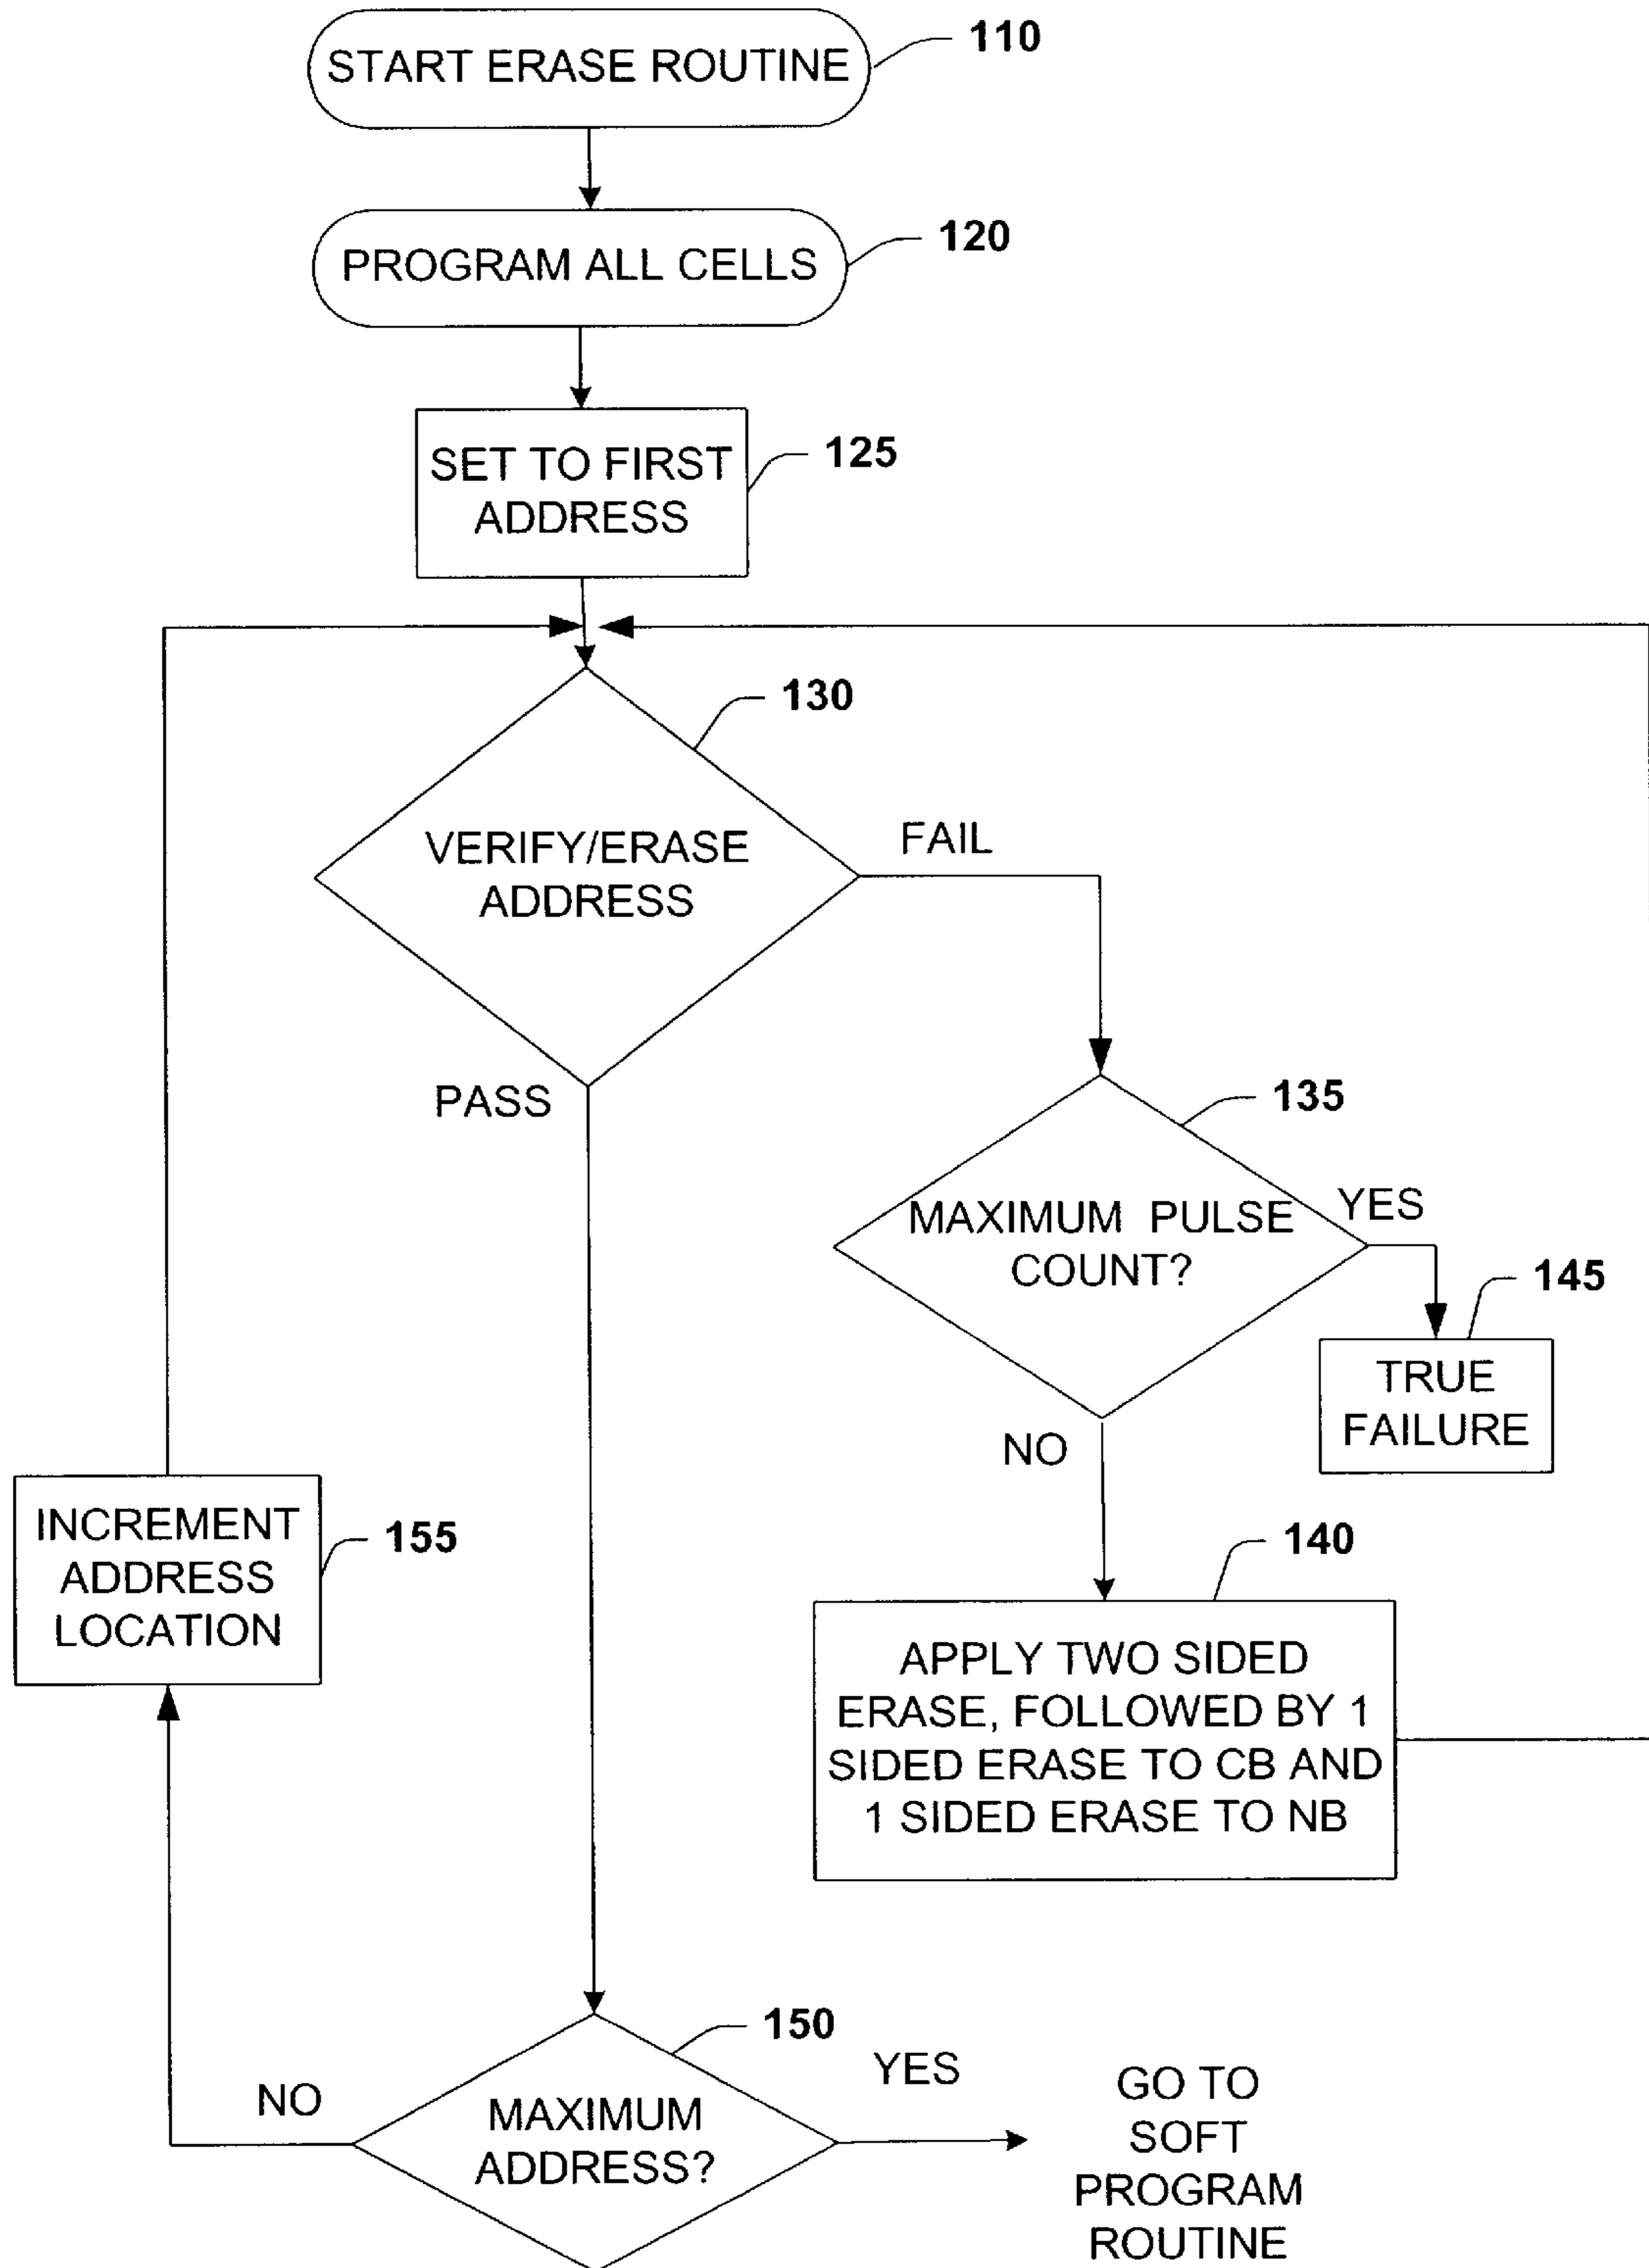 START ERASE ROUTINE
110
PROGRAM ALL CELLS
120
SET TO FIRST
ADDRESS
125
130
VERIFY/ERASE
ADDRESS
FAIL
PASS
135
MAXIMUM PULSE
COUNT?
YES
145
TRUE
FAILURE
NO
INCREMENT
ADDRESS
LOCATION
155
140
APPLY TWO SIDED
ERASE, FOLLOWED BY 1
SIDED ERASE TO CB AND
1 SIDED ERASE TO NB
150
NO
MAXIMUM
ADDRESS?
YES
GO TO
SOFT
PROGRAM
ROUTINE